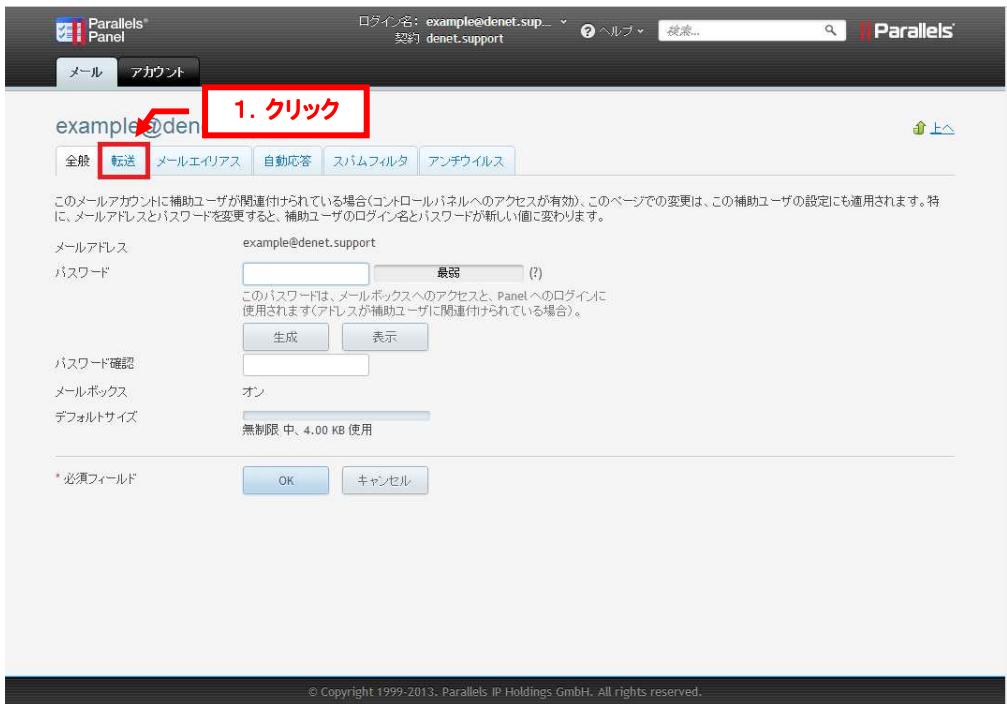 Parallels® Panel
ログイン名: example@denet.sup...
契約 denet.support
ヘルプ
検索...
Parallels
メール アカウント
1. クリック
example@den
上へ
全般 転送 メールエイリアス 自動応答 スパムフィルタ アンチウイルス
このメールアカウントに補助ユーザが関連付けられている場合(コントロールパネルへのアクセスが有効)、このページでの変更は、この補助ユーザの設定にも適用されます。特
に、メールアドレスとパスワードを変更すると、補助ユーザのログイン名とパスワードが新しい値に変わります。
メールアドレス example@denet.support
パスワード 最弱 (?)
このパスワードは、メールボックスへのアクセスと、Panel へのログインに
使用されます(アドレスが補助ユーザに関連付けられている場合)。
生成 表示
パスワード確認
メールボックス オン
デフォルトサイズ
無制限 中、4.00 KB 使用
* 必須フィールド OK キャンセル
© Copyright 1999-2013. Parallels IP Holdings GmbH. All rights reserved.